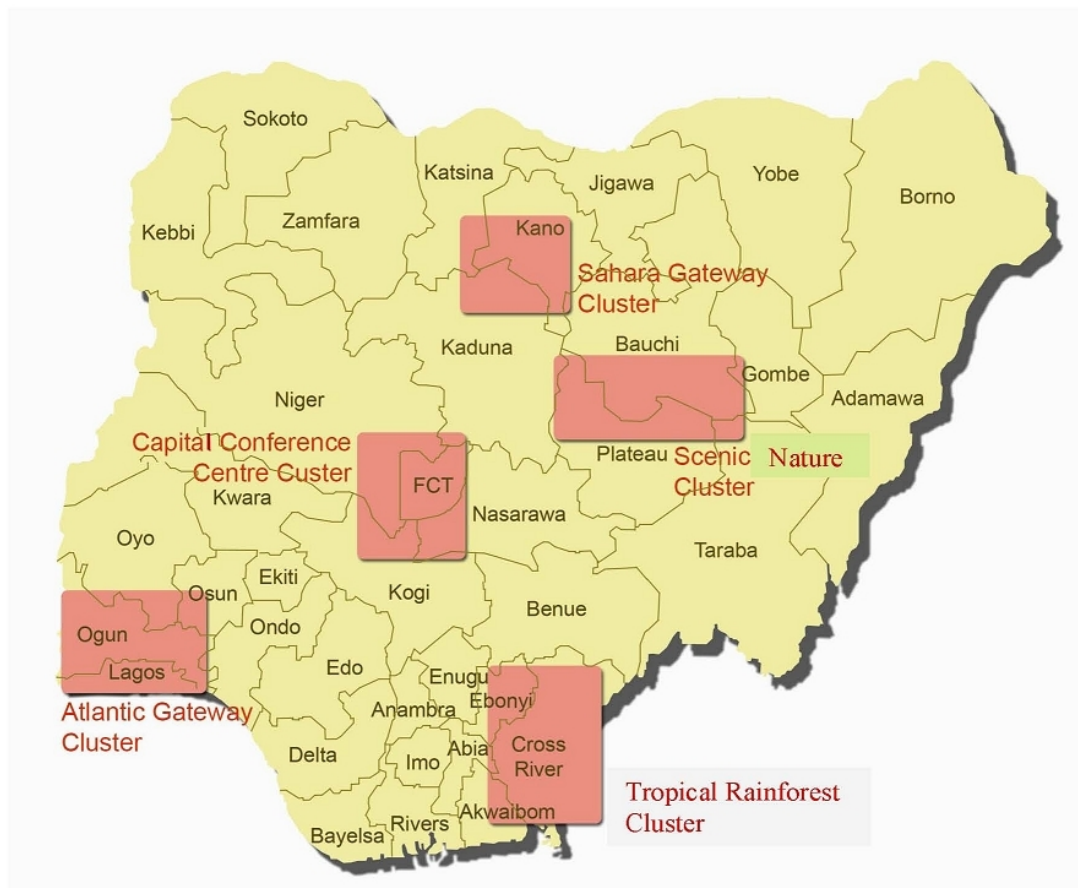 Sokoto
Katsina
Yobe
Jigawa
Borno
Zamfara
Kebbi
Kano
Sahara Gateway
Cluster
Kaduna
Bauchi
Gombe
Niger
Adamawa
Capital Conference
Centre Custer
Plateau
Scenic Nature
Cluster
FCT
Kwara
Nasarawa
Oyo
Taraba
Ekiti
Osun
Kogi
Benue
Ondo
Ogun
Lagos
Edo
Enugu
Ebonyi
Anambra
Atlantic Gateway
Cluster
Delta
Imo
Abia
Cross
River
Akwaibom
Rivers
Bayelsa
Tropical Rainforest
Cluster